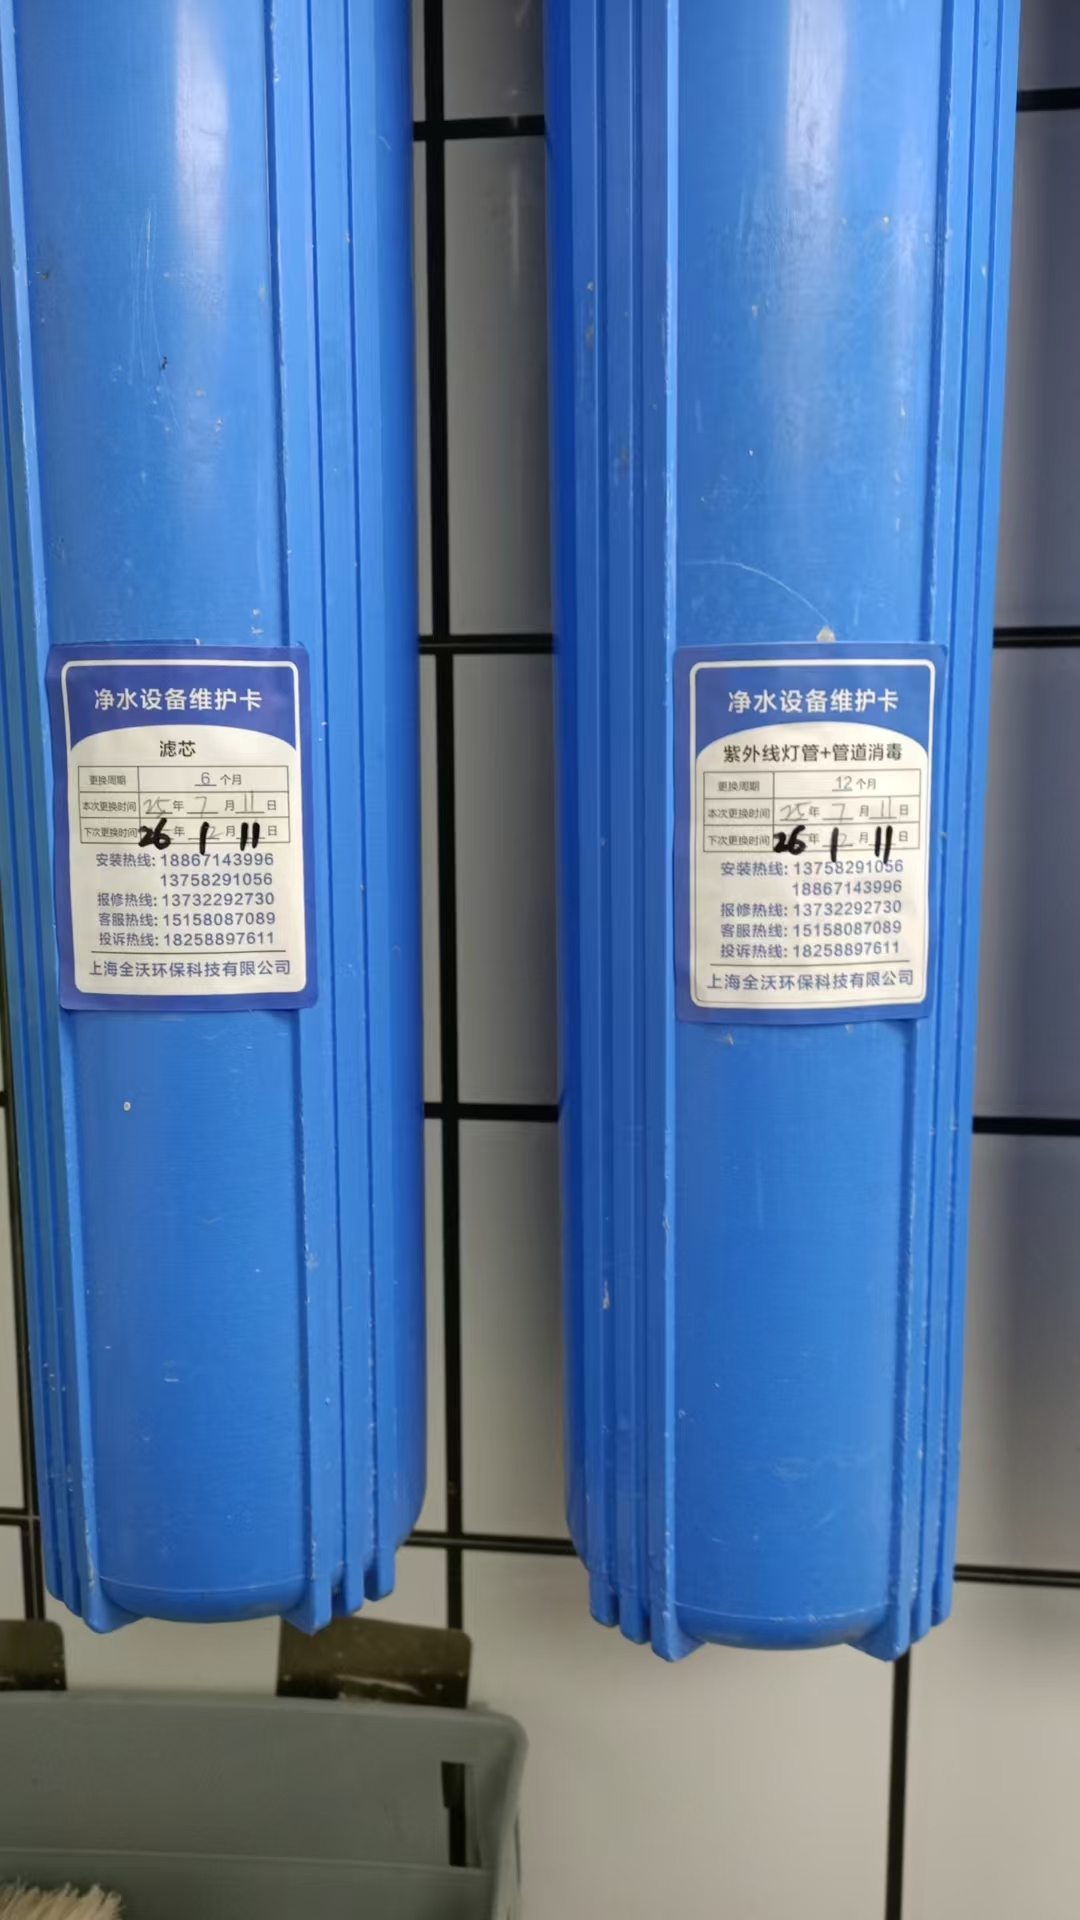 净水设备维护卡
滤芯
更换周期 6 个月
本次更换时间 25 年 7 月 11 日
下次更换时间 26 年 1 月 11 日
安装热线: 18867143996
13758291056
报修热线: 13732292730
客服热线: 15158087089
投诉热线: 18258897611
上海全沃环保科技有限公司
净水设备维护卡
紫外线灯管+管道消毒
更换周期 12 个月
本次更换时间 25 年 7 月 11 日
下次更换时间 26 年 1 月 11 日
安装热线: 13758291056
18867143996
报修热线: 13732292730
客服热线: 15158087089
投诉热线: 18258897611
上海全沃环保科技有限公司